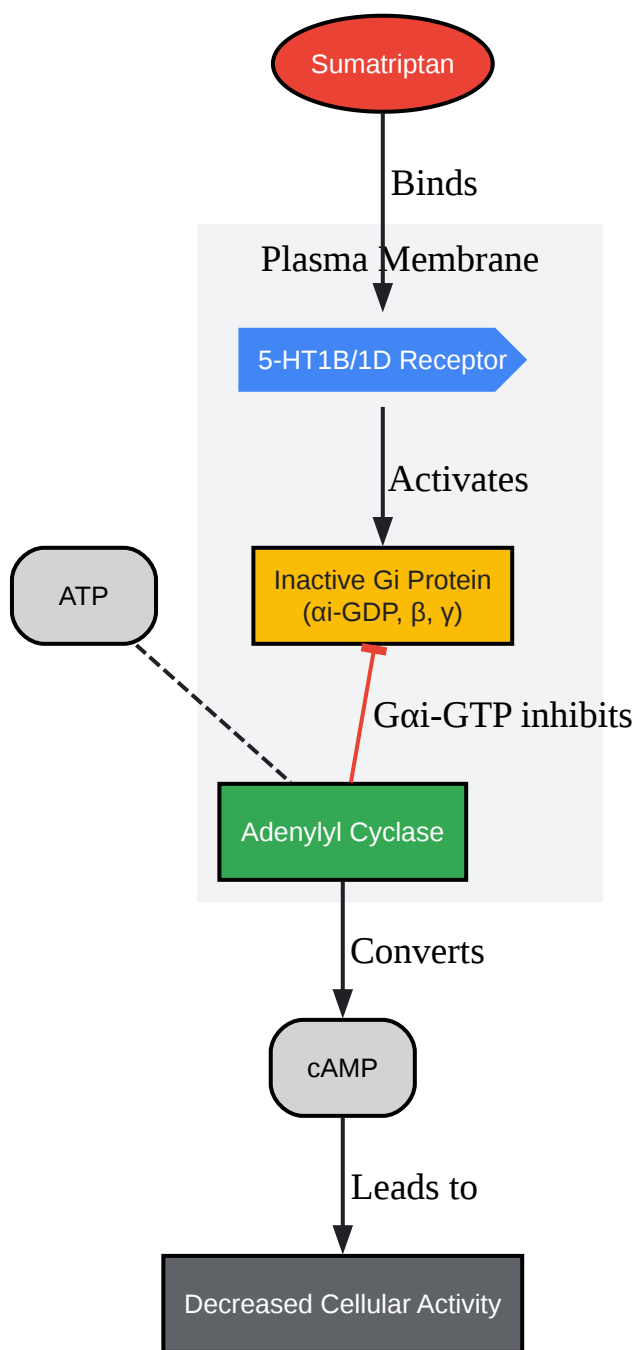 Sumatriptan
Binds
Plasma Membrane
5-HT1B/1D Receptor
Activates
Inactive Gi Protein
(αi-GDP, β, γ)
ATP
Gαi-GTP inhibits
Adenylyl Cyclase
Converts
cAMP
Leads to
Decreased Cellular Activity